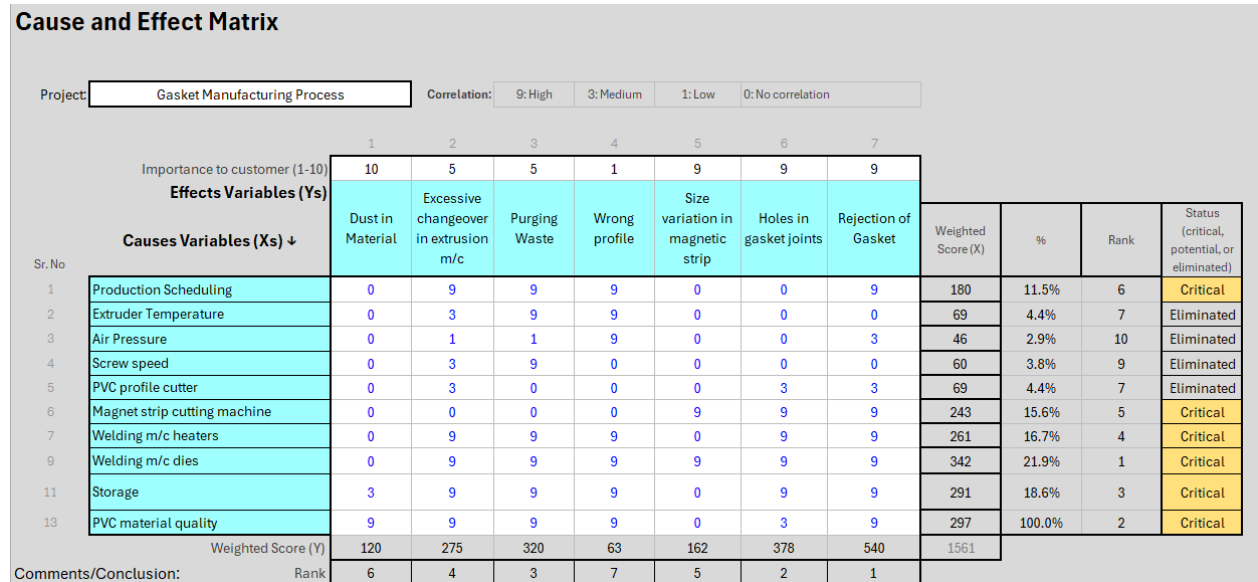 Cause and Effect Matrix
Project: Gasket Manufacturing Process Correlation: 9: High 3: Medium 1: Low 0: No correlation
1 2 3 4 5 6 7
Importance to customer (1-10) 10 5 5 1 9 9 9
Effects Variables (Ys)
Causes Variables (Xs) ↓
Sr. No
Dust in
Material
Excessive
changeover
in extrusion
m/c
Purging
Waste
Wrong
profile
Size
variation in
magnetic
strip
Holes in
gasket joints
Rejection of
Gasket
Weighted
Score (X)
%
Rank
Status
(critical,
potential, or
eliminated)
1 Production Scheduling 0 9 9 9 0 0 9 180 11.5% 6 Critical
2 Extruder Temperature 0 3 9 9 0 0 0 69 4.4% 7 Eliminated
3 Air Pressure 0 1 1 9 0 0 3 46 2.9% 10 Eliminated
4 Screw speed 0 3 9 0 0 0 0 60 3.8% 9 Eliminated
5 PVC profile cutter 0 3 0 0 0 3 3 69 4.4% 7 Eliminated
6 Magnet strip cutting machine 0 0 0 0 9 9 9 243 15.6% 5 Critical
7 Welding m/c heaters 0 9 9 9 0 9 9 261 16.7% 4 Critical
9 Welding m/c dies 0 9 9 9 9 9 9 342 21.9% 1 Critical
11 Storage 3 9 9 9 0 9 9 291 18.6% 3 Critical
13 PVC material quality 9 9 9 9 0 3 9 297 100.0% 2 Critical
Weighted Score (Y) 120 275 320 63 162 378 540 1561
Comments/Conclusion: Rank 6 4 3 7 5 2 1